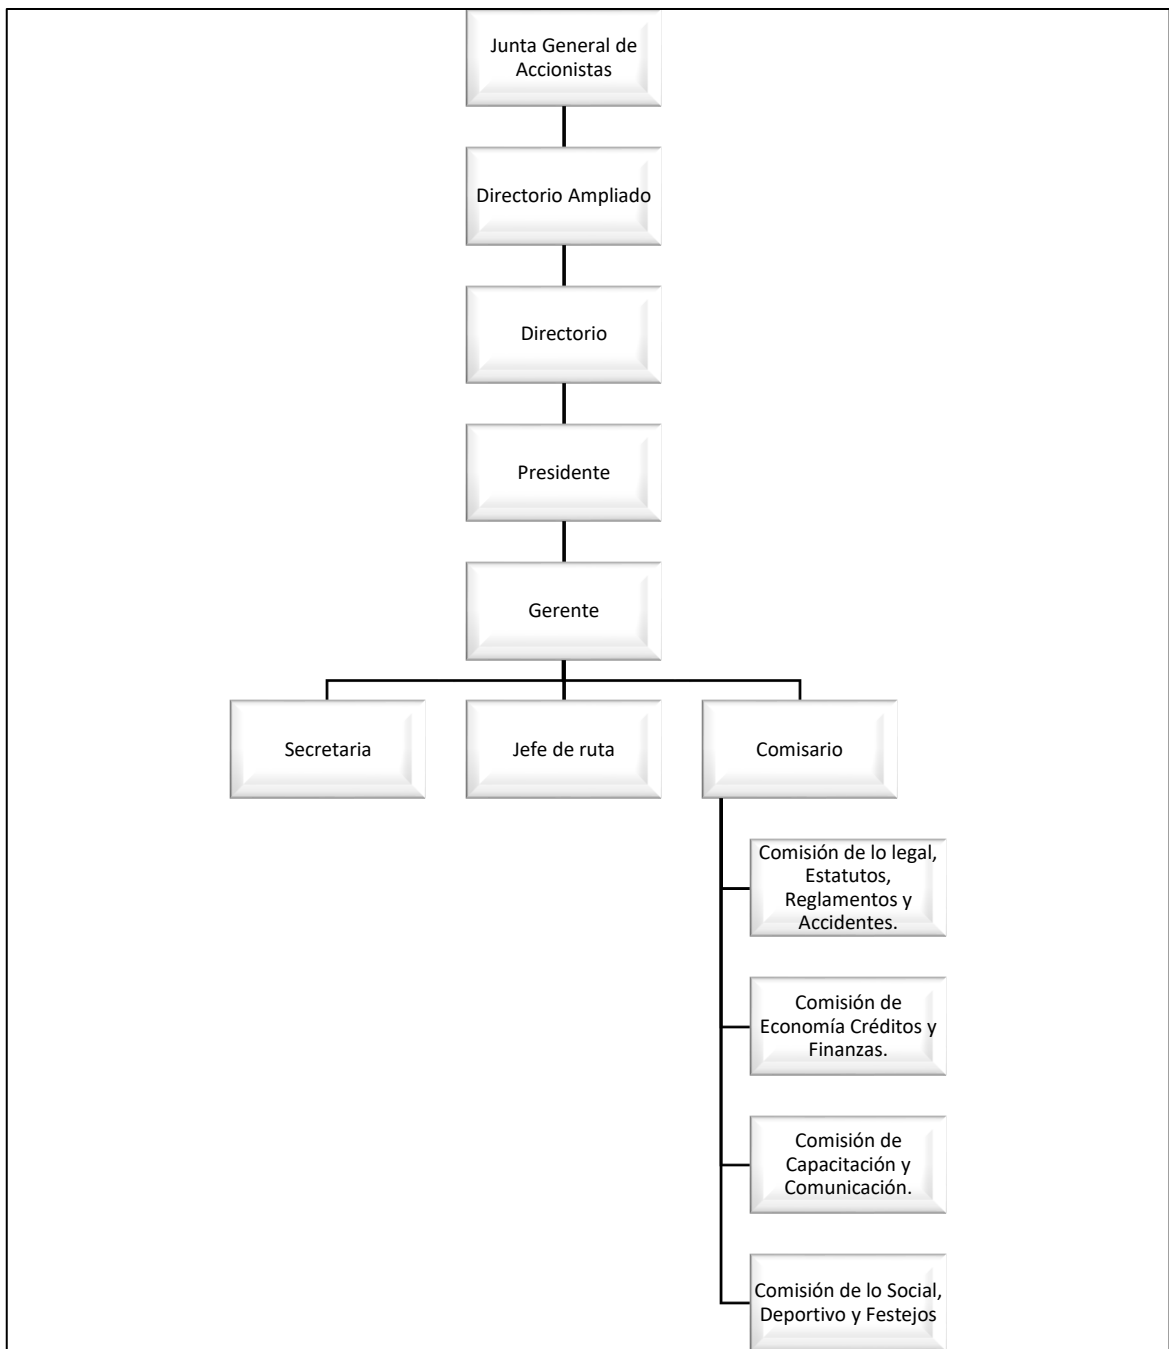 Junta General de
Accionistas
Directorio Ampliado
Directorio
Presidente
Gerente
Secretaria
Jefe de ruta
Comisario
Comisión de lo legal,
Estatutos,
Reglamentos y
Accidentes.
Comisión de
Economía Créditos y
Finanzas.
Comisión de
Capacitación y
Comunicación.
Comisión de lo Social,
Deportivo y Festejos